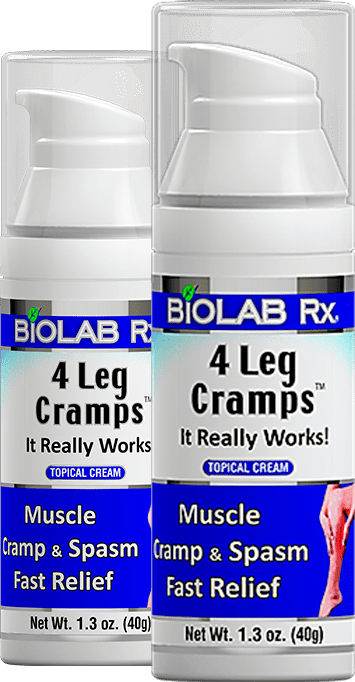 BiOLAB Rx
4 Leg
Cramps™
It Really Works
TOPICAL CREAM
Muscle
Cramp & Spasm
Fast Relief
Net Wt. 1.3 oz. (40g)
BiOLAB Rx.
4 Leg
Cramps™
It Really Works!
TOPICAL CREAM
Muscle
Cramp & Spasm
Fast Relief
Net Wt. 1.3 oz. (40g)